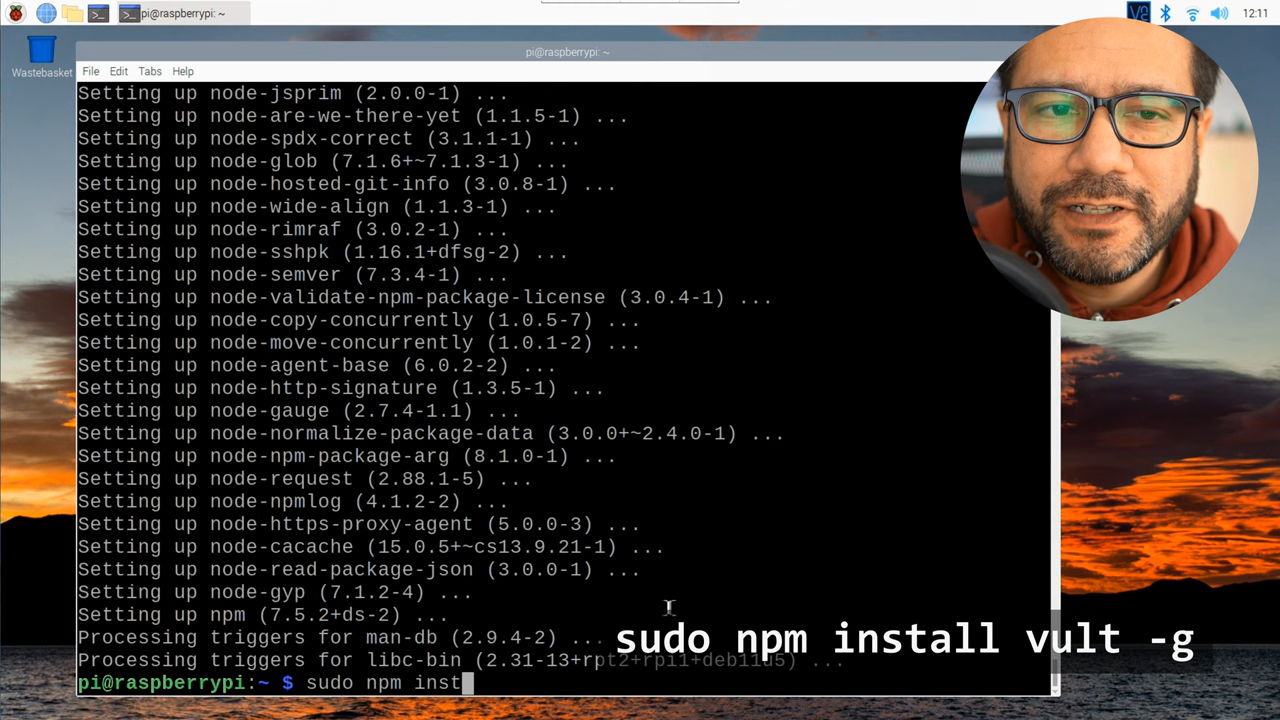 pi@raspberrypi: ~
12:11
Wastebasket
pi@raspberrypi: ~
File Edit Tabs Help
Setting up node-jsprim (2.0.0-1) ...
Setting up node-are-we-there-yet (1.1.5-1) ...
Setting up node-spdx-correct (3.1.1-1) ...
Setting up node-glob (7.1.6+~7.1.3-1) ...
Setting up node-hosted-git-info (3.0.8-1) ...
Setting up node-wide-align (1.1.3-1) ...
Setting up node-rimraf (3.0.2-1) ...
Setting up node-sshpk (1.16.1+dfsg-2) ...
Setting up node-semver (7.3.4-1) ...
Setting up node-validate-npm-package-license (3.0.4-1) ...
Setting up node-copy-concurrently (1.0.5-7) ...
Setting up node-move-concurrently (1.0.1-2) ...
Setting up node-agent-base (6.0.2-2) ...
Setting up node-http-signature (1.3.5-1) ...
Setting up node-gauge (2.7.4-1.1) ...
Setting up node-normalize-package-data (3.0.0+~2.4.0-1) ...
Setting up node-npm-package-arg (8.1.0-1) ...
Setting up node-request (2.88.1-5) ...
Setting up node-npmlog (4.1.2-2) ...
Setting up node-https-proxy-agent (5.0.0-3) ...
Setting up node-cacache (15.0.5+~cs13.9.21-1) ...
Setting up node-read-package-json (3.0.0-1) ...
Setting up node-gyp (7.1.2-4) ...
Setting up npm (7.5.2+ds-2) ...
Processing triggers for man-db (2.9.4-2) ...
sudo npm install vult -g
Processing triggers for libc-bin (2.31-13+rpt2+rpi1+deb11u5) ...
pi@raspberrypi:~ $ sudo npm inst